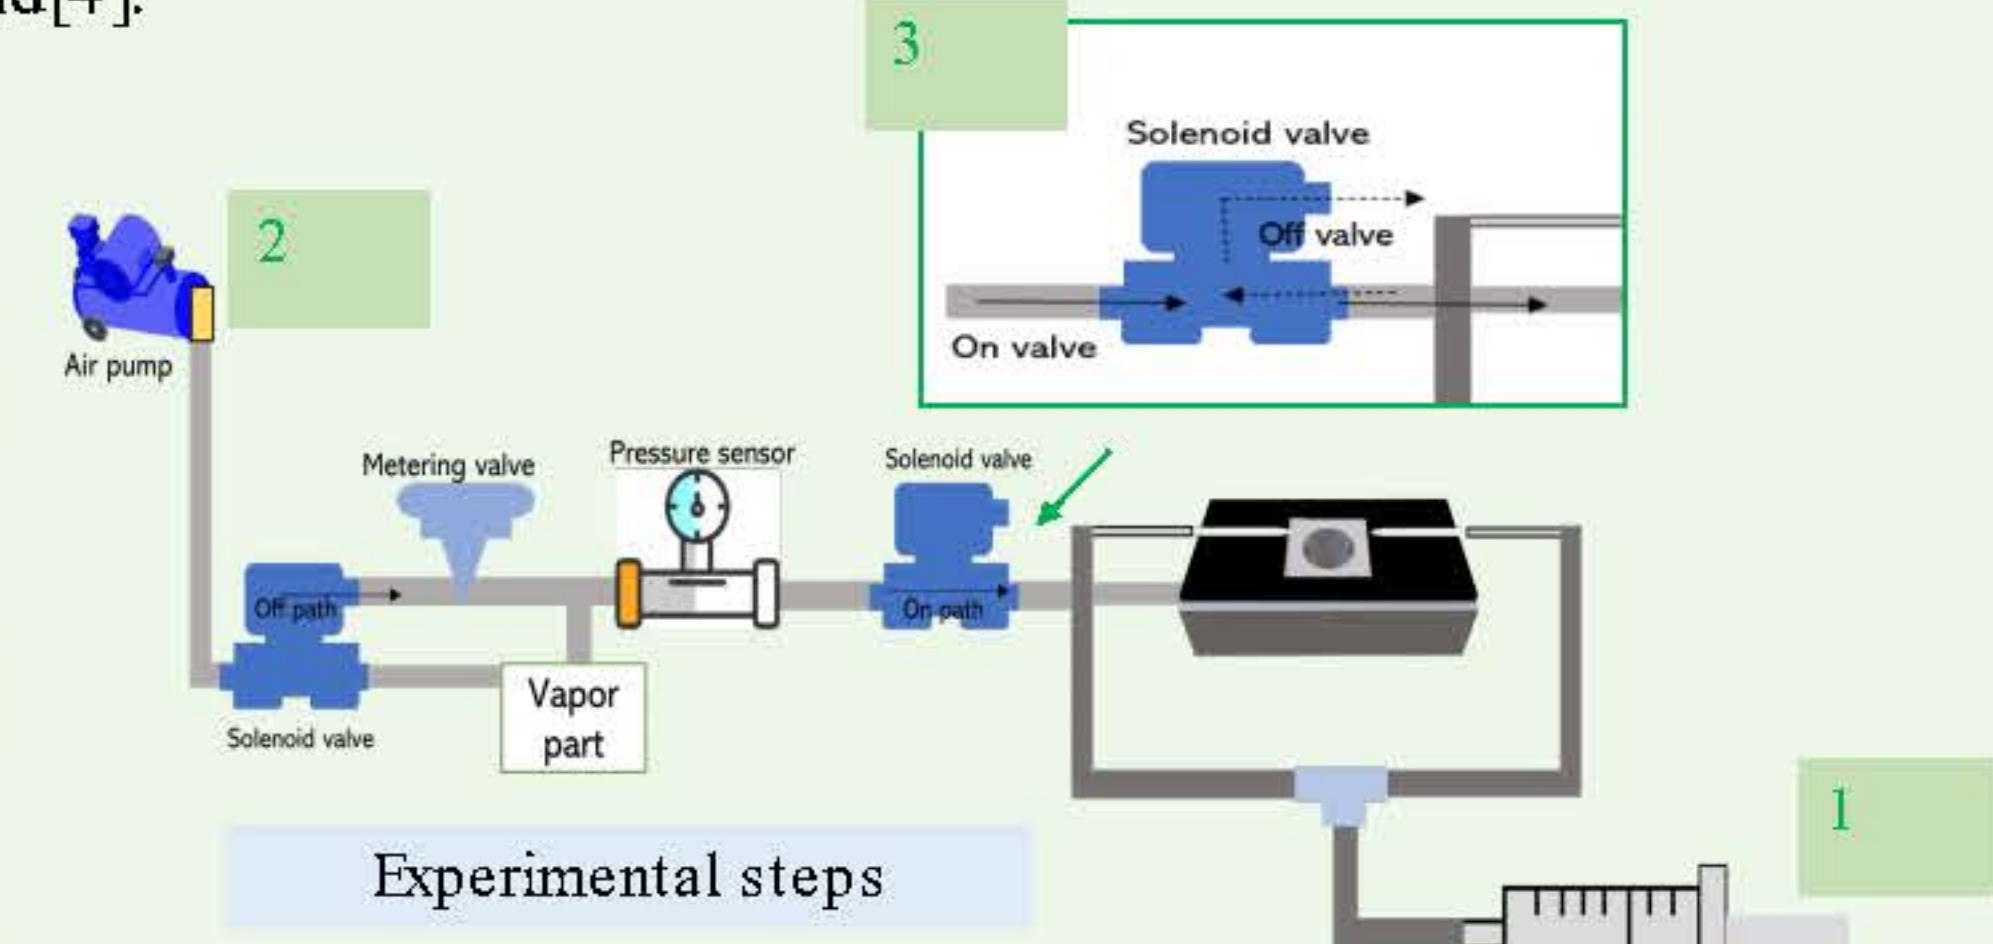 3
Solenoid valve
Off valve
On valve
2
Air pump
Metering valve
Pressure sensor
Solenoid valve
Off path
On path
Vapor
part
Solenoid valve
1
Experimental steps